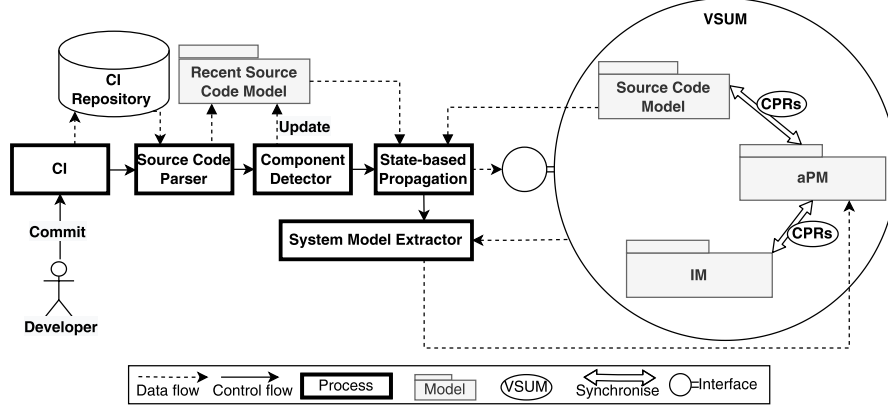 VSUM
CI
Repository
Recent Source
Code Model
Source Code
Model
CPRs
Update
CI
Source Code
Parser
Component
Detector
State-based
Propagation
aPM
Commit
System Model Extractor
CPRs
IM
Developer
Data flow
Control flow
Process
Model
VSUM
Synchronise
Interface